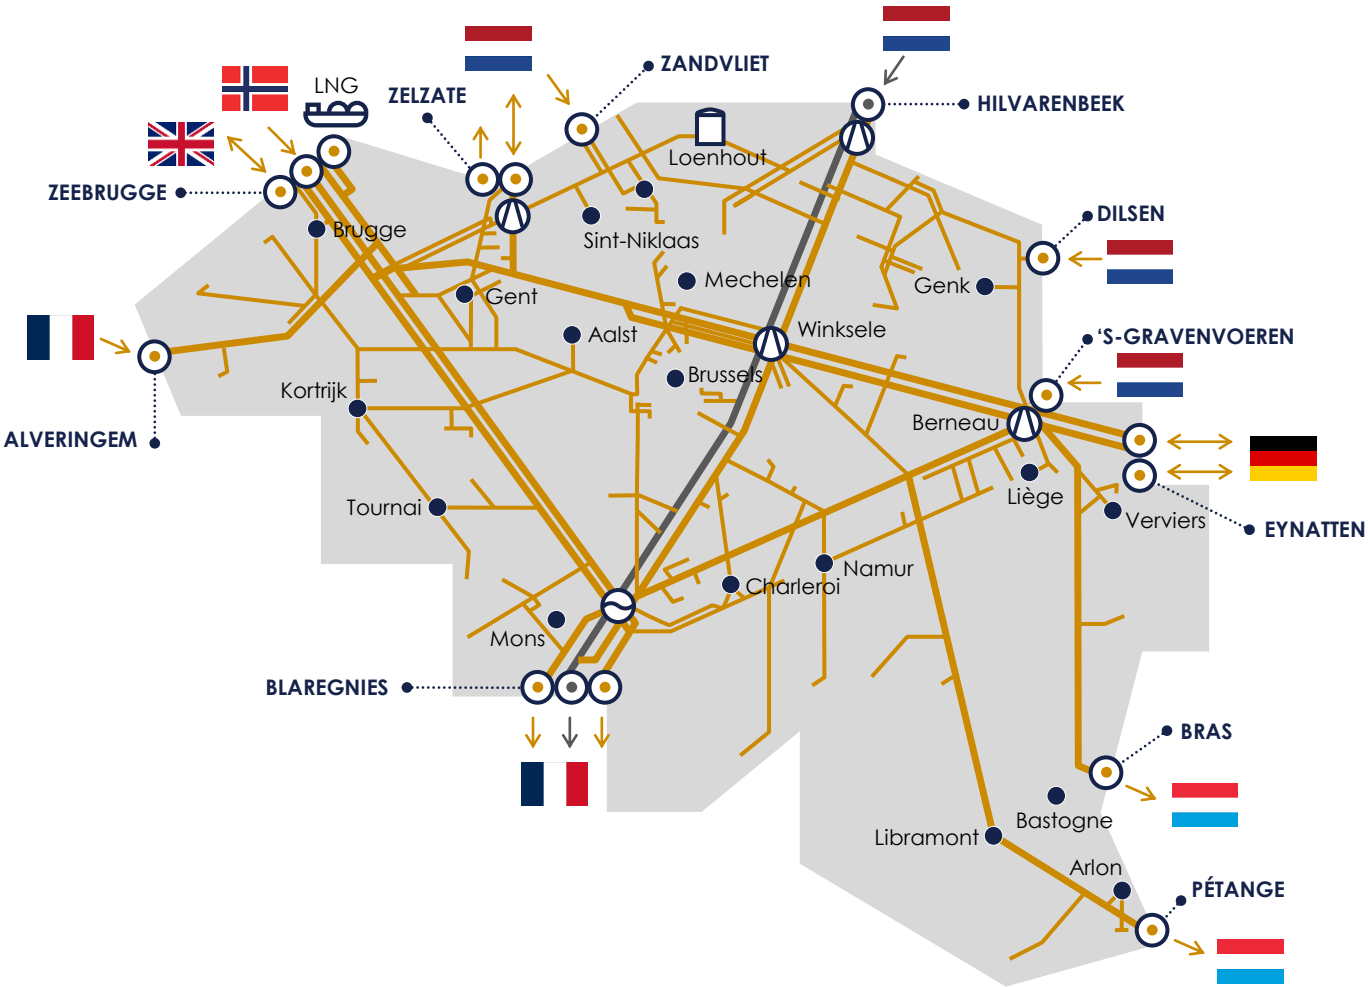 ZANDVLIET
LNG
ZELZATE
HILVARENBEEK
Loenhout
ZEEBRUGGE
Brugge
Sint-Niklaas
DILSEN
Mechelen
Genk
Gent
Aalst
Winksele
‘S-GRAVENVOEREN
Brussels
Kortrijk
Berneau
ALVERINGEM
Liège
Tournai
Verviers
EYNATTEN
Namur
Charleroi
Mons
BLAREGNIES
BRAS
Bastogne
Libramont
Arlon
PÉTANGE